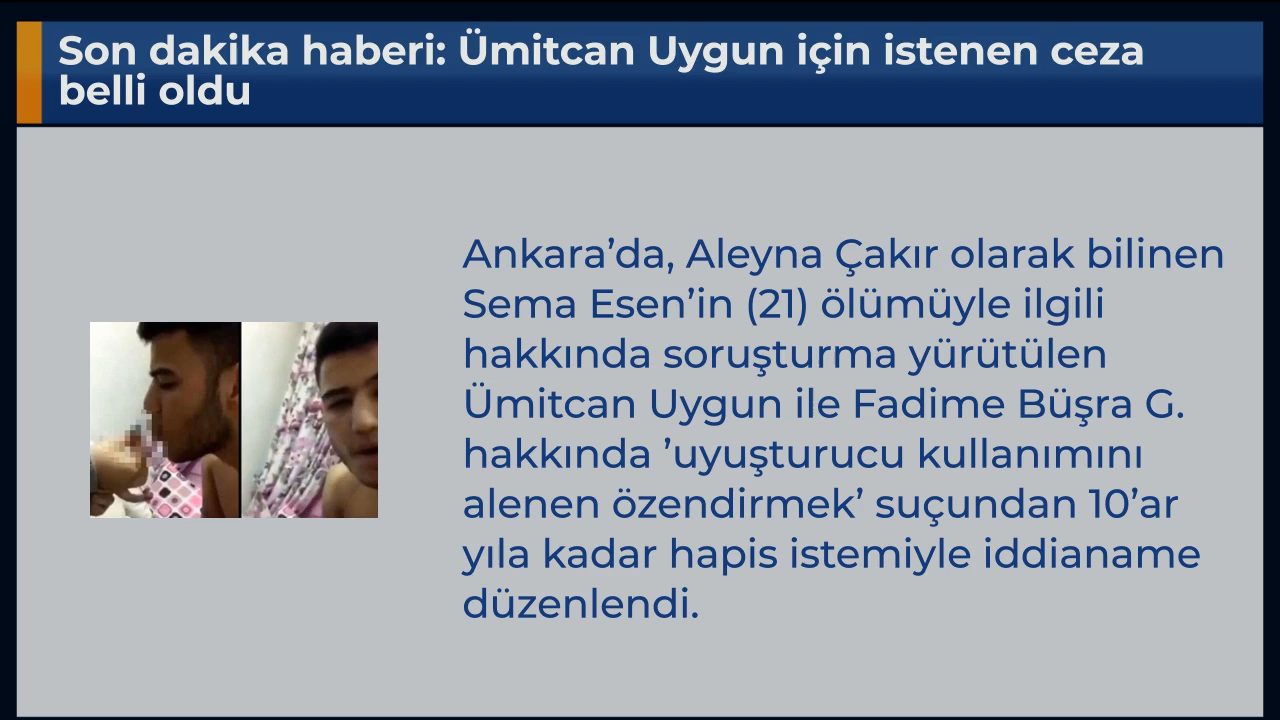 Son dakika haberi: Ümitcan Uygun için istenen ceza
belli oldu
Ankara’da, Aleyna Çakır olarak bilinen
Sema Esen’in (21) ölümüyle ilgili
hakkında soruşturma yürütülen
Ümitcan Uygun ile Fadime Büşra G.
hakkında ’uyuşturucu kullanımını
alenen özendirmek’ suçundan 10’ar
yıla kadar hapis istemiyle iddianame
düzenlendi.